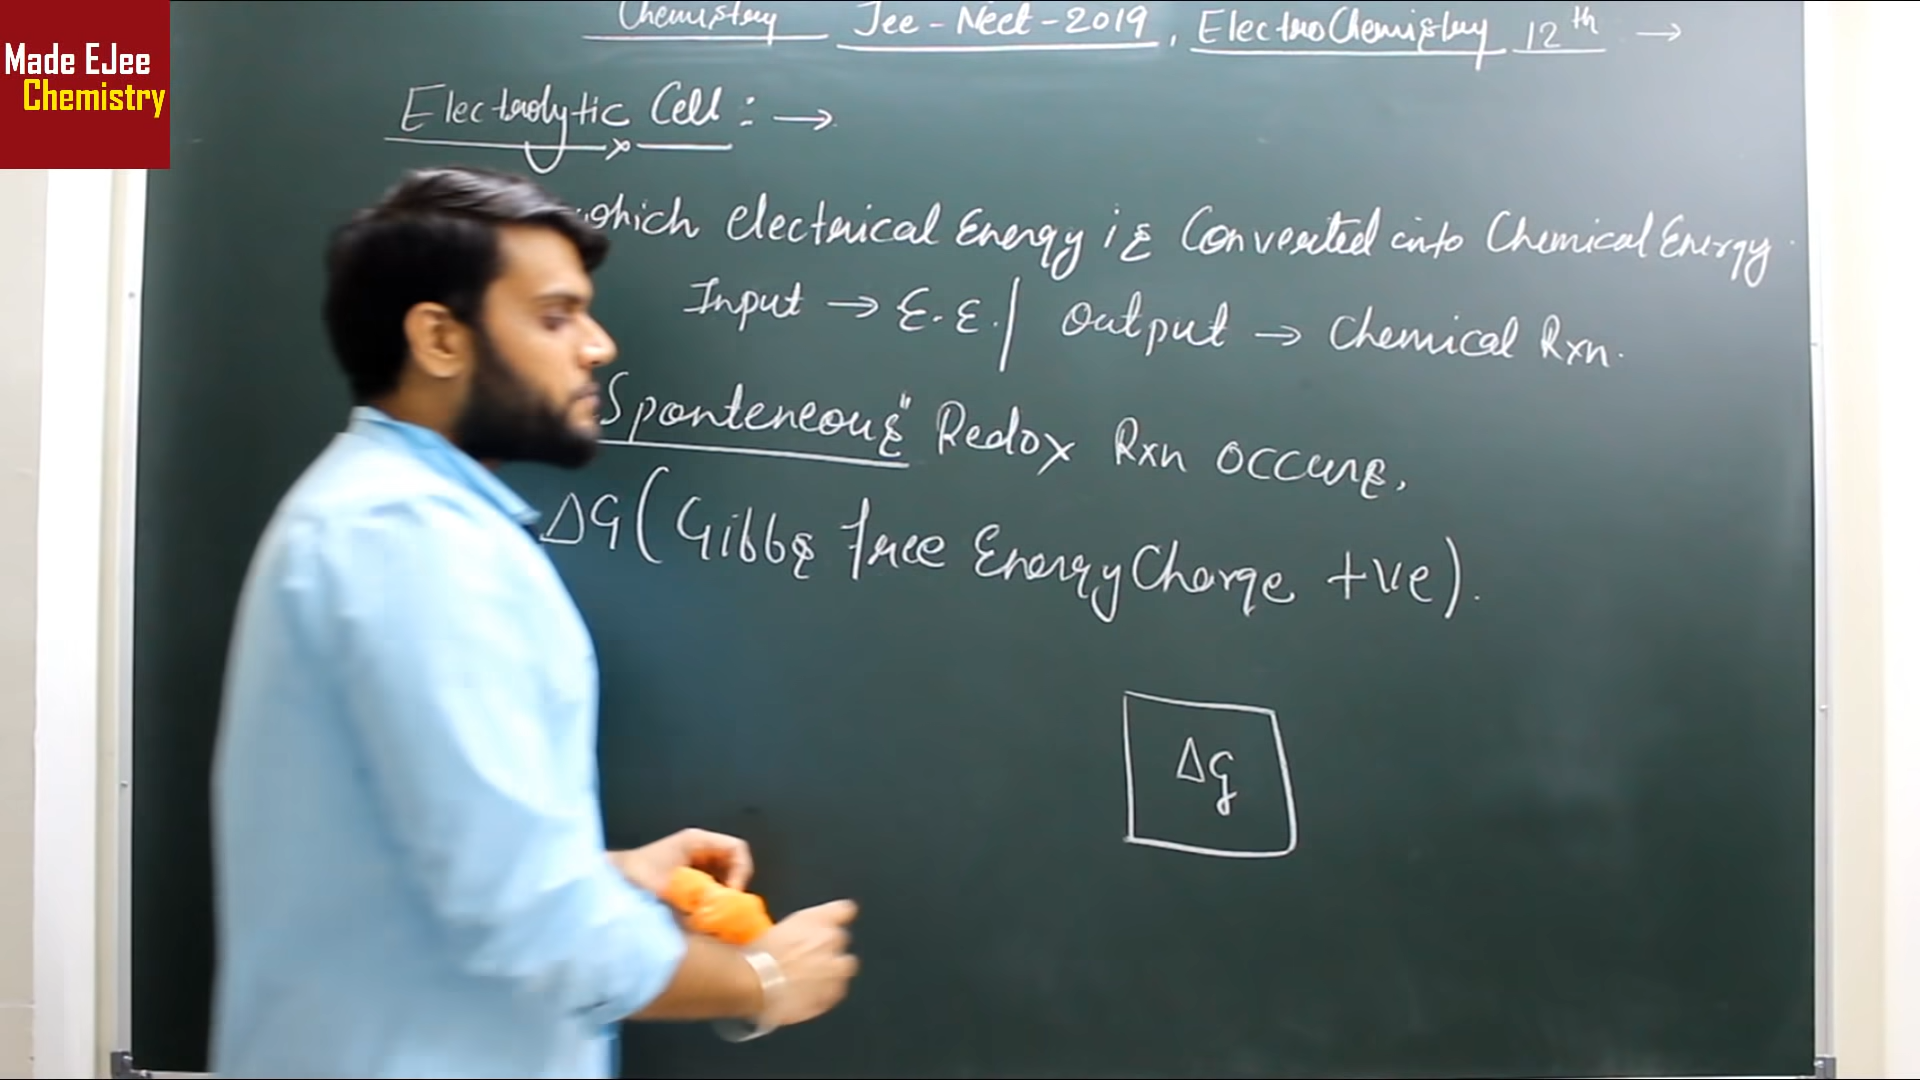 Made EJee
Chemistry
Chemistry Jee - Neet - 2019, ElectroChemistry 12th →
Electrolytic Cell : →
which electrical Energy is Converted into Chemical Energy.
Input → E.E. | Output → Chemical Rxn.
Sponteneous" Redox Rxn occurs,
ΔG (Gibbs free Energy Charge +ve).
ΔG